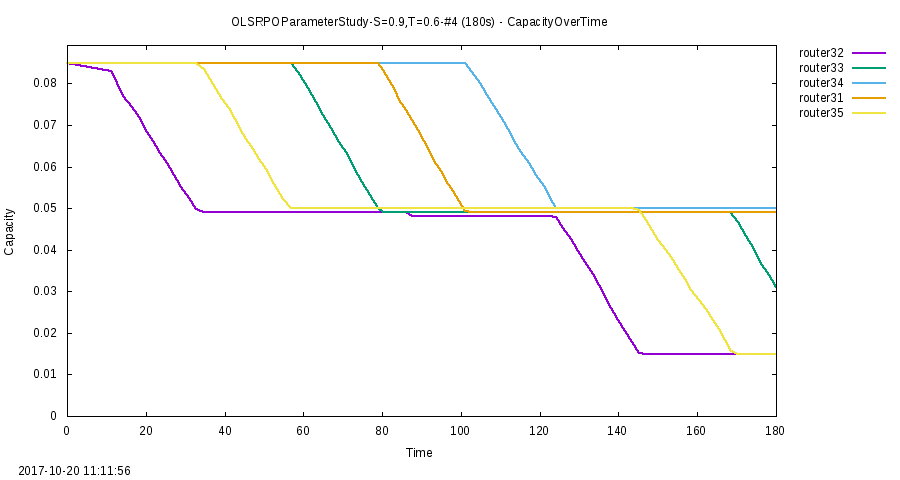 OLSRPOParameterStudy-S=0.9,T=0.6-#4 (180s) - CapacityOverTime
router32
router33
router34
router31
router35
0.08
0.07
0.06
0.05
0.04
0.03
0.02
0.01
0
Capacity
0 20 40 60 80 100 120 140 160 180
Time
2017-10-20 11:11:56